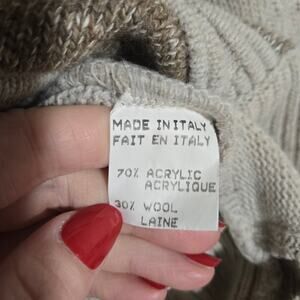 MADE IN ITALY
FAIT EN ITALY
70% ACRYLIC
ACRYLIQUE
30% WOOL
LAINE